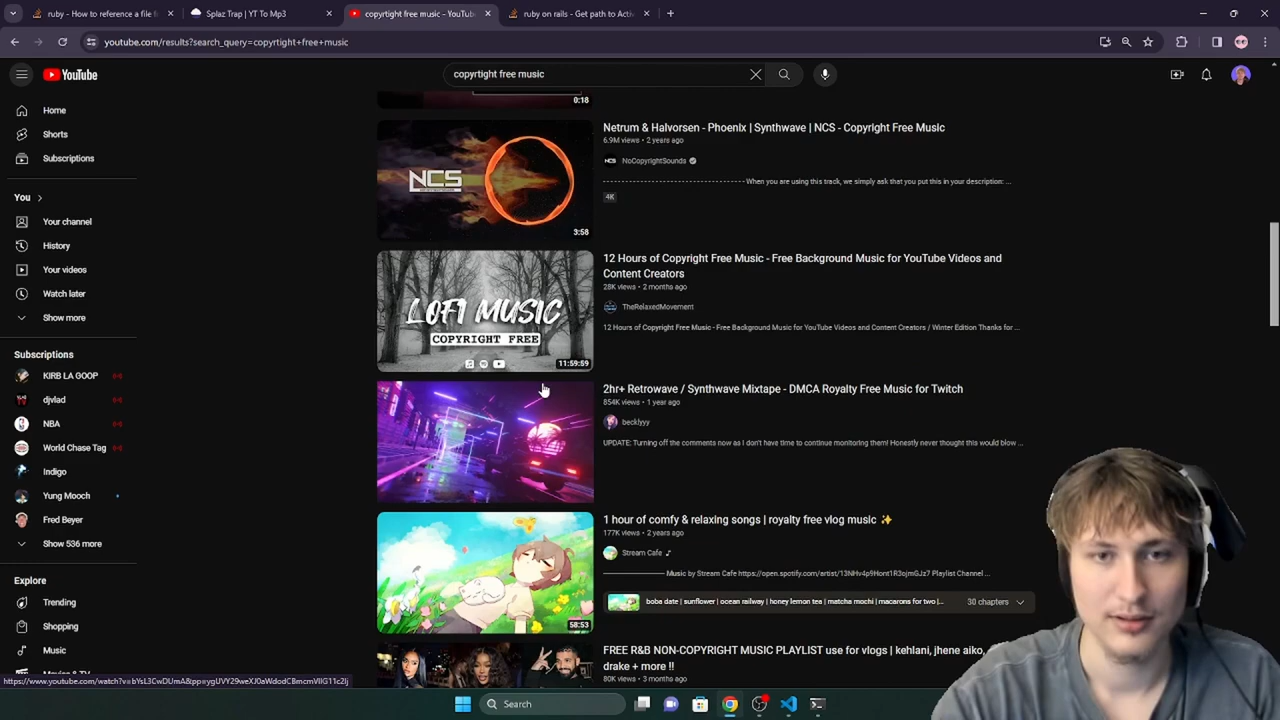 ruby - How to reference a file f
Splaz Trap | YT To Mp3
copyrtight free music - YouTub
ruby on rails - Get path to Activ
youtube.com/results?search_query=copyrtight+free+music
YouTube
copyrtight free music
Home
Shorts
Subscriptions
You
Your channel
History
Your videos
Watch later
Show more
Subscriptions
KIRB LA GOOP
djvlad
NBA
World Chase Tag
Indigo
Yung Mooch
Fred Beyer
Show 536 more
Explore
Trending
Shopping
Music
0:18
NCS
3:58
Netrum & Halvorsen - Phoenix | Synthwave | NCS - Copyright Free Music
6.9M views • 2 years ago
NCS NoCopyrightSounds
When you are using this track, we simply ask that you put this in your description: ...
4K
LOFI MUSIC
COPYRIGHT FREE
11:59:59
12 Hours of Copyright Free Music - Free Background Music for YouTube Videos and
Content Creators
28K views • 2 months ago
TheRelaxedMovement
12 Hours of Copyright Free Music - Free Background Music for YouTube Videos and Content Creators / Winter Edition Thanks for ...
2hr+ Retrowave / Synthwave Mixtape - DMCA Royalty Free Music for Twitch
854K views • 1 year ago
becklyyy
UPDATE: Turning off the comments now as I don't have time to continue monitoring them! Honestly never thought this would blow ...
58:53
1 hour of comfy & relaxing songs | royalty free vlog music ✨
177K views • 2 years ago
Stream Cafe ♪
Music by Stream Cafe
boba date | sunflower | ocean railway | honey lemon tea | matcha mochi | macarons for two |...
30 chapters
FREE R&B NON-COPYRIGHT MUSIC PLAYLIST use for vlogs | kehlani, jhene aiko,
drake + more !!
80K views • 3 months ago
Search